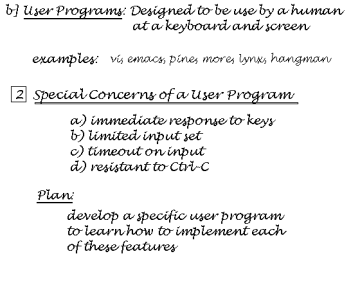 b] User Programs: Designed to be use by a human
at a keyboard and screen
examples: vi, emacs, pine, more, lynx, hangman
2 Special Concerns of a User Program
a) immediate response to keys
b) limited input set
c) timeout on input
d) resistant to Ctrl-C
Plan:
develop a specific user program
to learn how to implement each
of these features